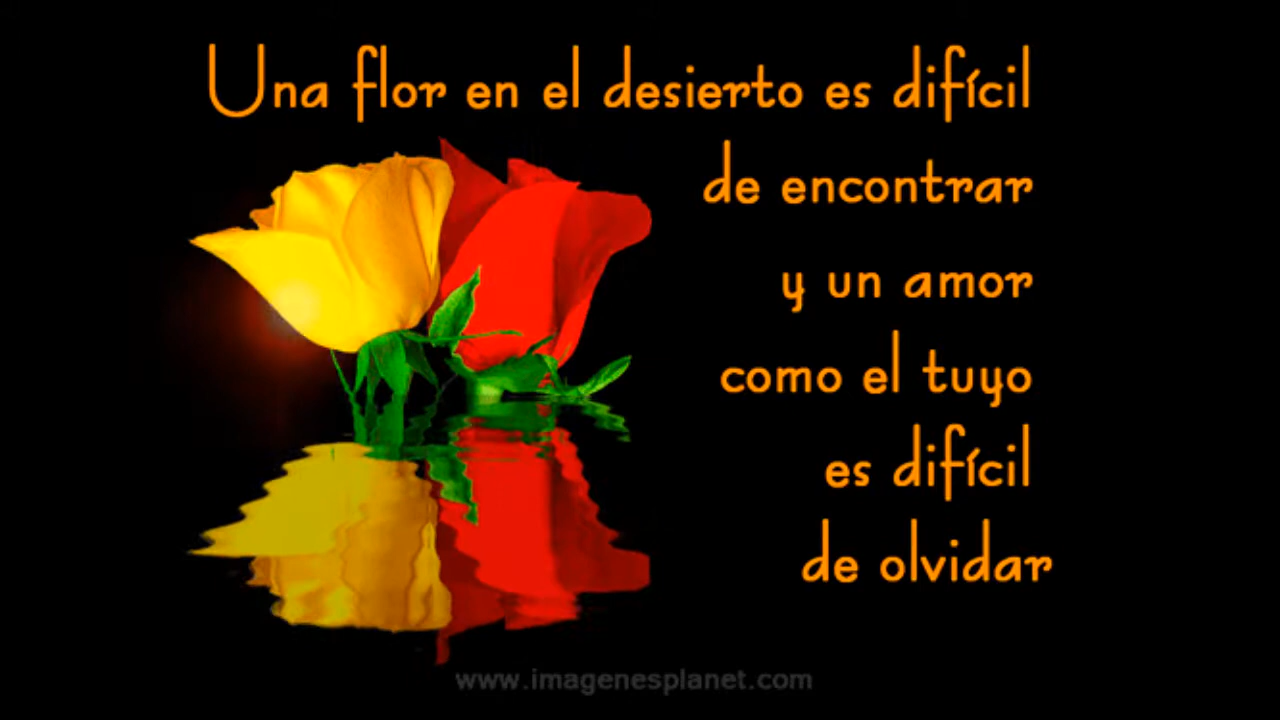 Una flor en el desierto es difícil
de encontrar
y un amor
como el tuyo
es difícil
de olvidar
www.imagenesplanet.com